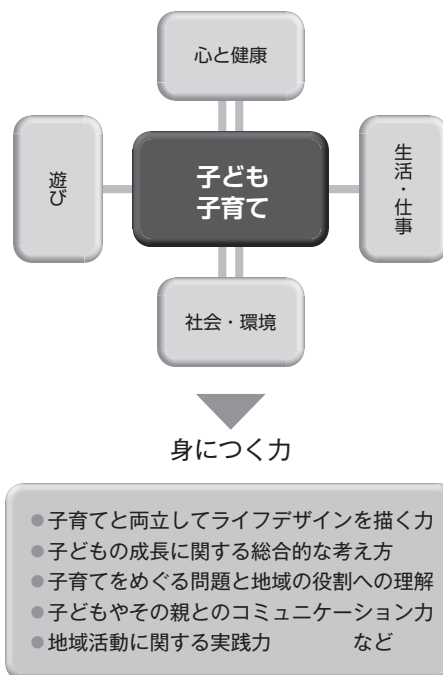 心と健康
遊び
子ども
子育て
生活・仕事
社会・環境
身につく力
●子育てと両立してライフデザインを描く力
●子どもの成長に関する総合的な考え方
●子育てをめぐる問題と地域の役割への理解
●子どもやその親とのコミュニケーション力
●地域活動に関する実践力　　　など